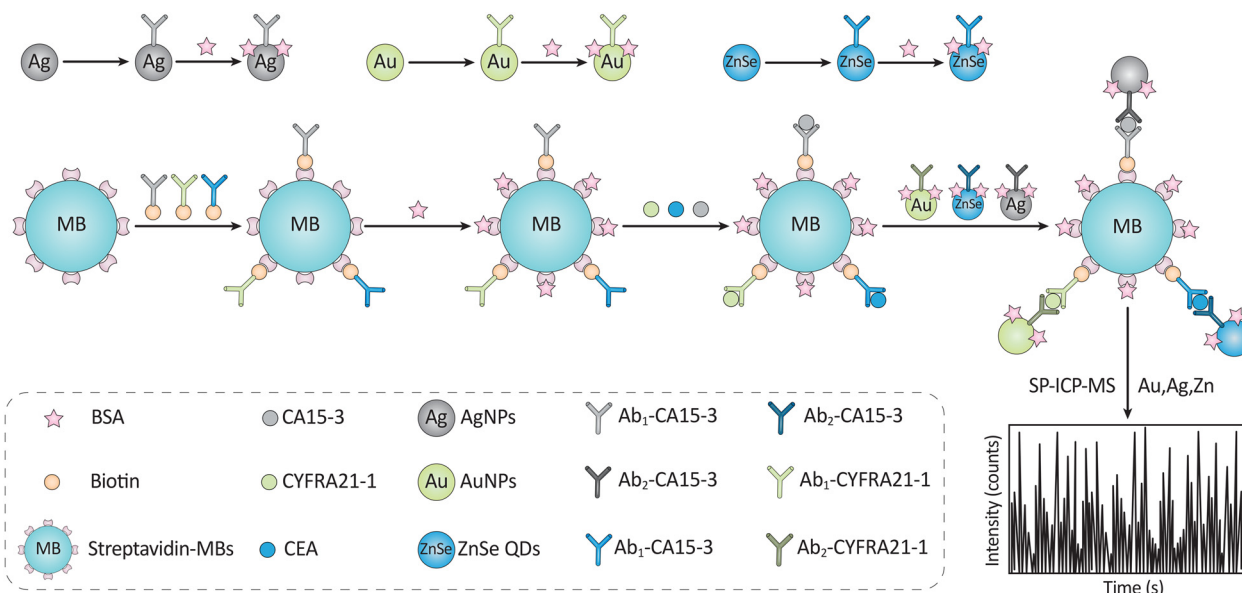 Ag Ag Ag Au Au Au ZnSe ZnSe ZnSe
MB MB MB MB Au ZnSe Ag MB
SP-ICP-MS Au,Ag,Zn
BSA CA15-3 Ag AgNPs Ab₁-CA15-3 Ab₂-CA15-3
Biotin CYFRA21-1 Au AuNPs Ab₂-CA15-3 Ab₁-CYFRA21-1
MB Streptavidin-MBs CEA ZnSe ZnSe QDs Ab₁-CA15-3 Ab₂-CYFRA21-1
Intensity (counts)
Time (s)